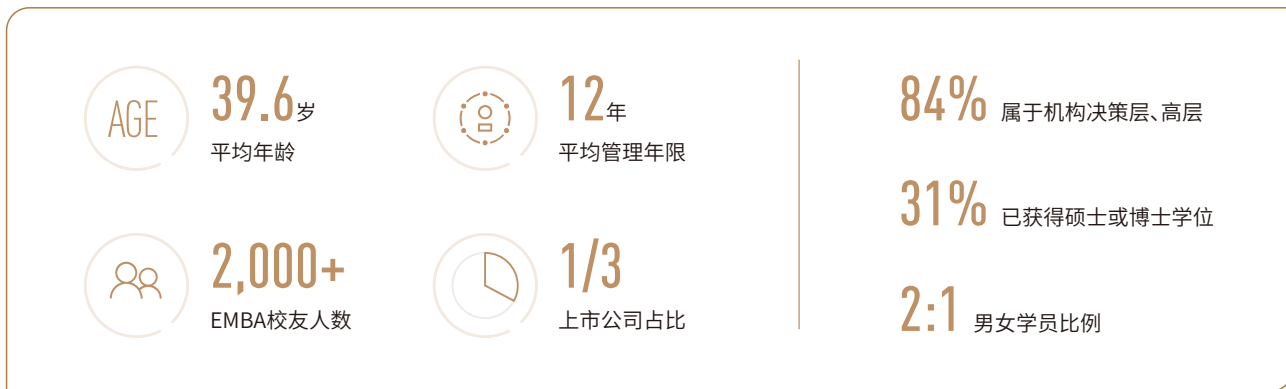 AGE
39.6岁
平均年龄
12年
平均管理年限
2,000+
EMBA校友人数
1/3
上市公司占比
84% 属于机构决策层、高层
31% 已获得硕士或博士学位
2:1 男女学员比例